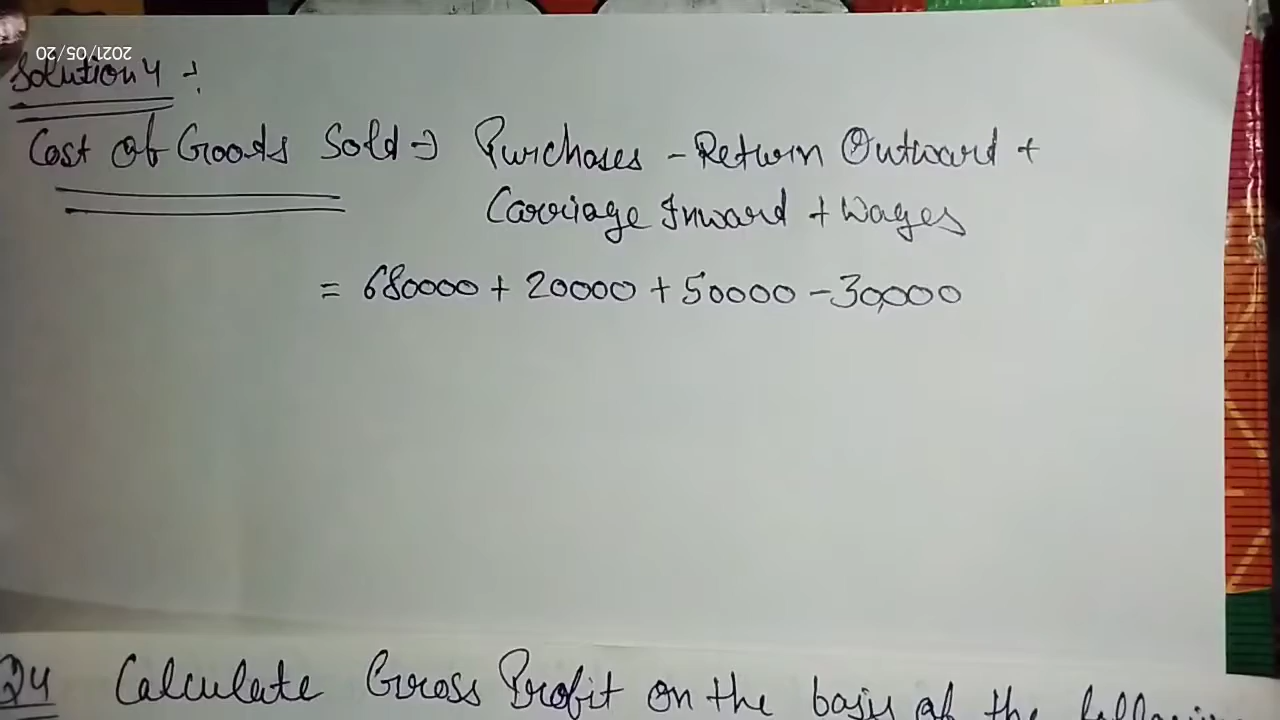 2021/05/20
Solution 4 :
Cost of Goods Sold → Purchases - Return Outward +
Carriage Inward + Wages
= 680000 + 20000 + 50000 - 30,000
Q4 Calculate Gross Profit on the basis of the following